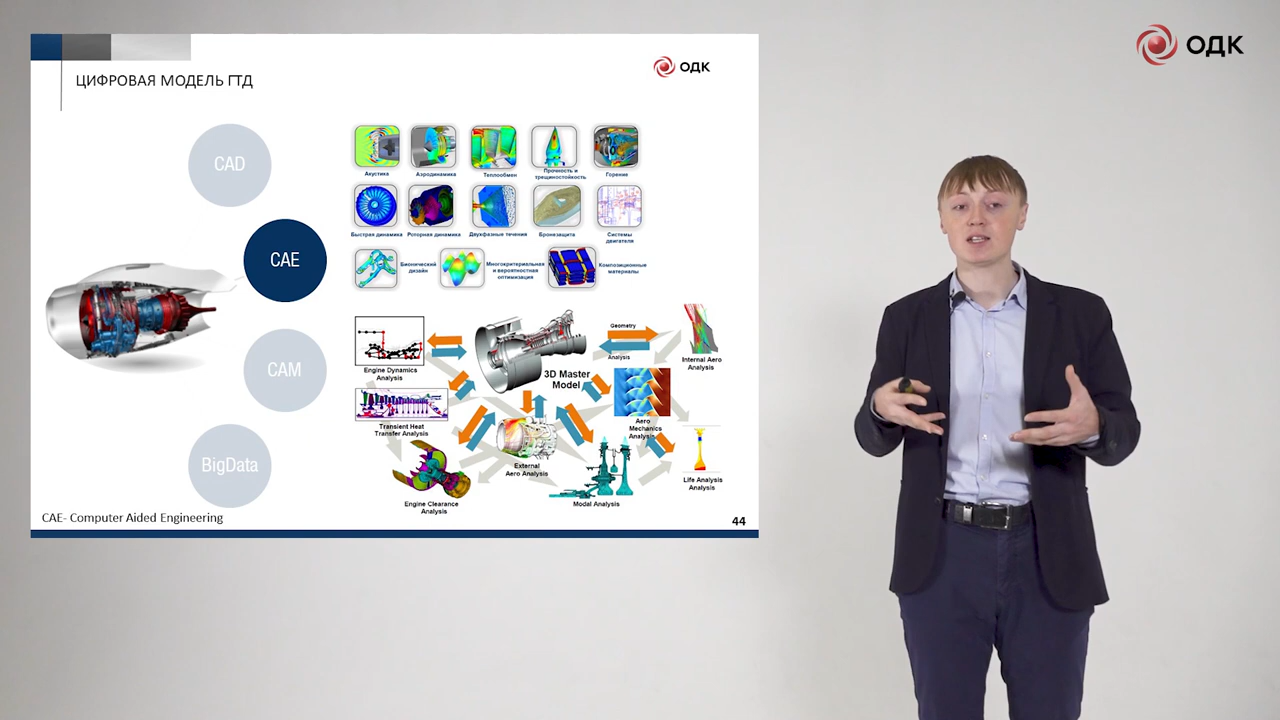 ОДК
ЦИФРОВАЯ МОДЕЛЬ ГТД
ОДК
CAD
CAE
CAM
BigData
Акустика
Аэродинамика
Теплообмен
Прочность и
трещиностойкость
Горение
Быстрая динамика
Роторная динамика
Двухфазные течения
Бронезащита
Системы
двигателя
Бионический
дизайн
Многокритериальная
и вероятностная
оптимизация
Композиционные
материалы
Geometry
Analysis
3D Master
Model
Internal Aero
Analysis
Engine Dynamics
Analysis
Transient Heat
Transfer Analysis
Aero
Mechanics
Analysis
External
Aero Analysis
Life Analysis
Analysis
Engine Clearance
Analysis
Modal Analysis
CAE- Computer Aided Engineering
44